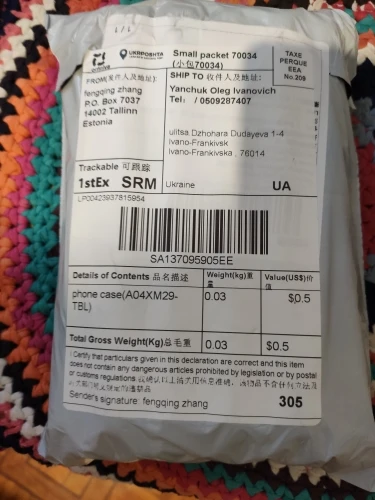 1/1
UKRPOSHTA
Small packet 70034
(小包70034)
TAXE
PERQUE
EEA
No.209
FROM(发件人及地址):
fengqing zhang
P.O. Box 7037
14002 Tallinn
Estonia
SHIP TO 收件人及地址:
Yanchuk Oleg Ivanovich
Tel: / 0509287407
ulitsa Dzhohara Dudayeva 1-4
Ivano-Frankivsk
Ivano-Frankivska , 76014
Trackable 可跟踪
1stEx SRM
Ukraine
UA
LP00423937815954
SA137095905EE
Details of Contents 品名描述
Weight(kg)重量
Value(US$)价值
phone case(A04XM29-
TBL)
0.03
$0.5
Total Gross Weight(Kg)总毛重
0.03
$0.5
I Certify that particulars given in this declaration are correct and this item
does not contain any dangerous articles prohibited by legislation or by postal
or customs regulations.
Sender's signature: fengqing zhang
305